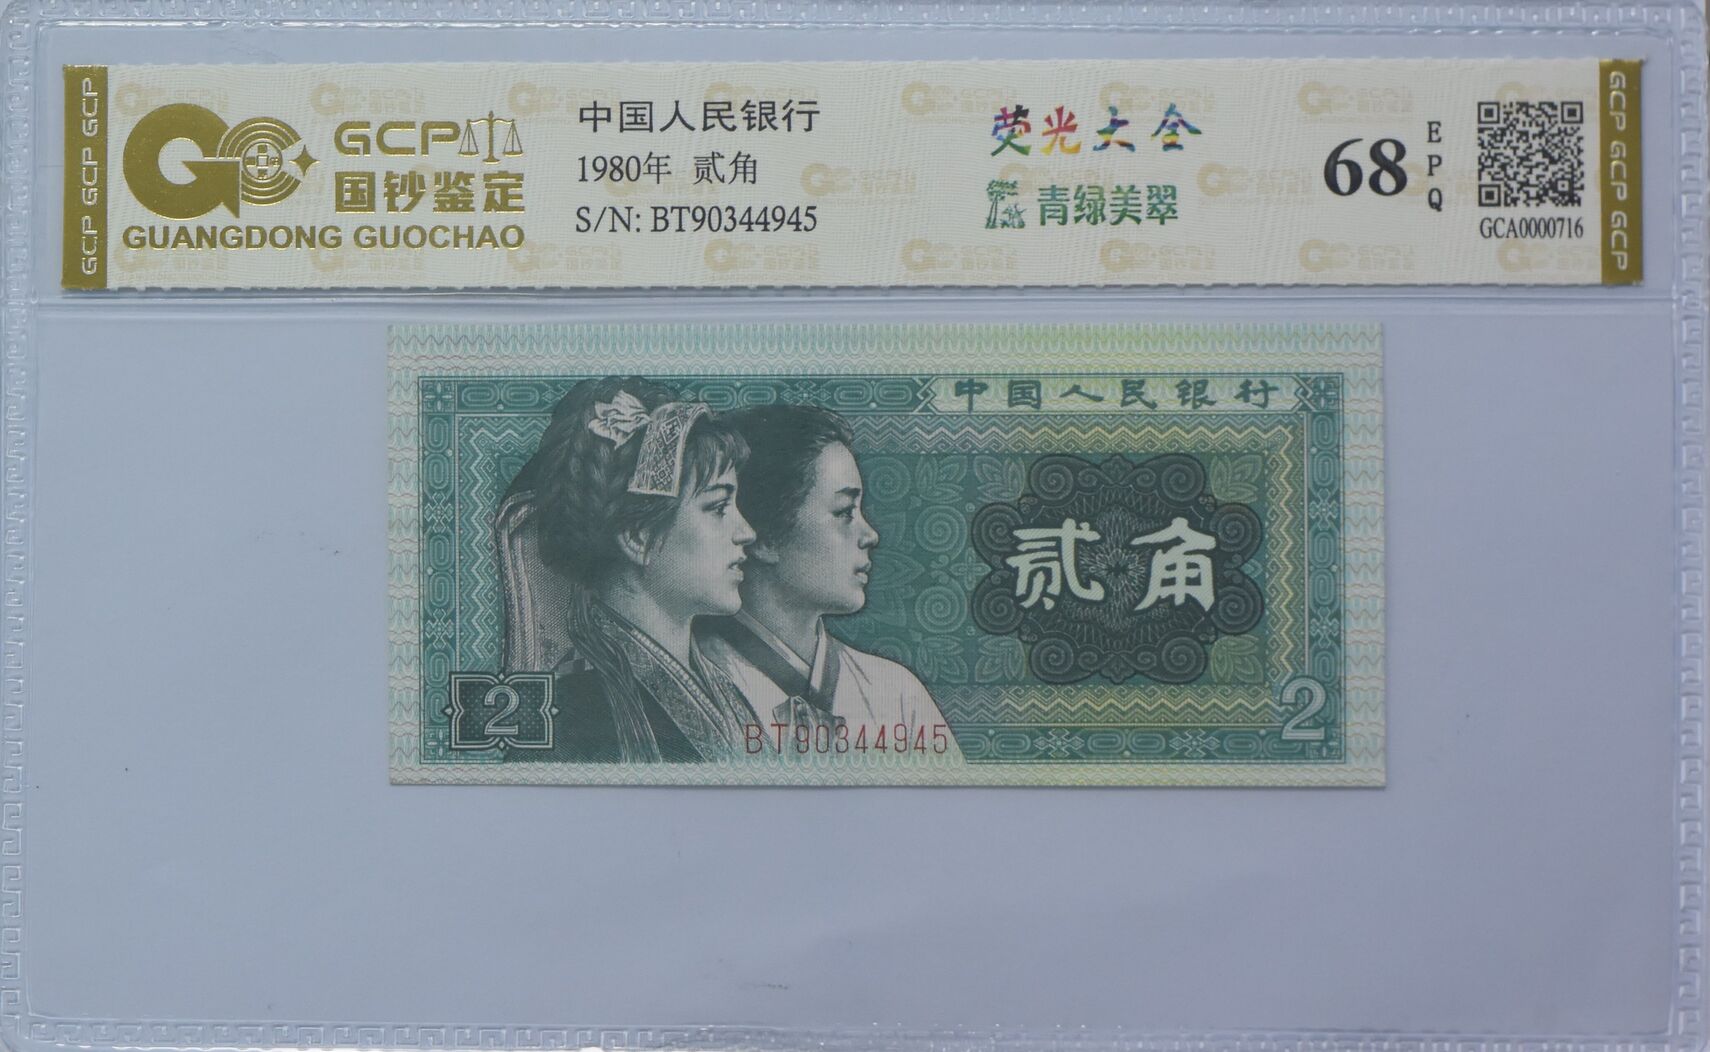 GCP GCP GCP
GCP
国钞鉴定
GUANGDONG GUOCHAO
中国人民银行
1980年 贰角
S/N: BT90344945
荧光大全
青绿美翠
68
EPQ
GCA0000716
GCP GCP GCP
中国人民银行
贰角
2
2
BT90344945